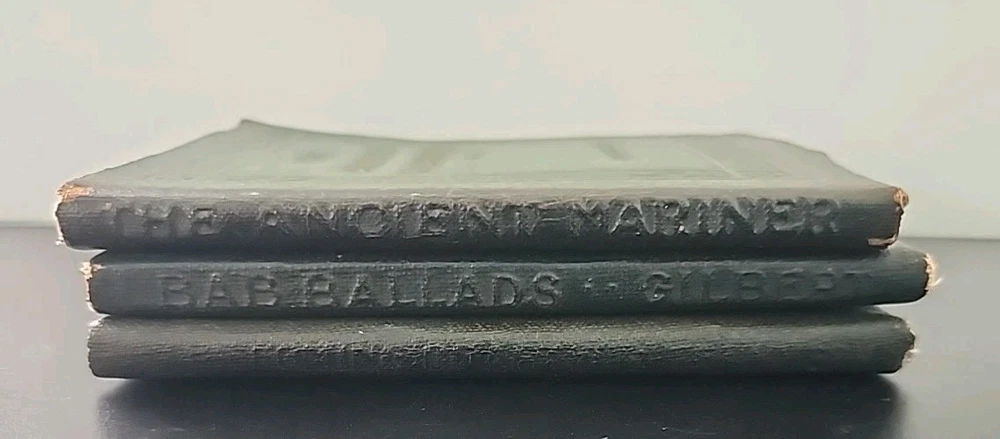 THE ANCIENT MARINER
BAB BALLADS · · GILBERT